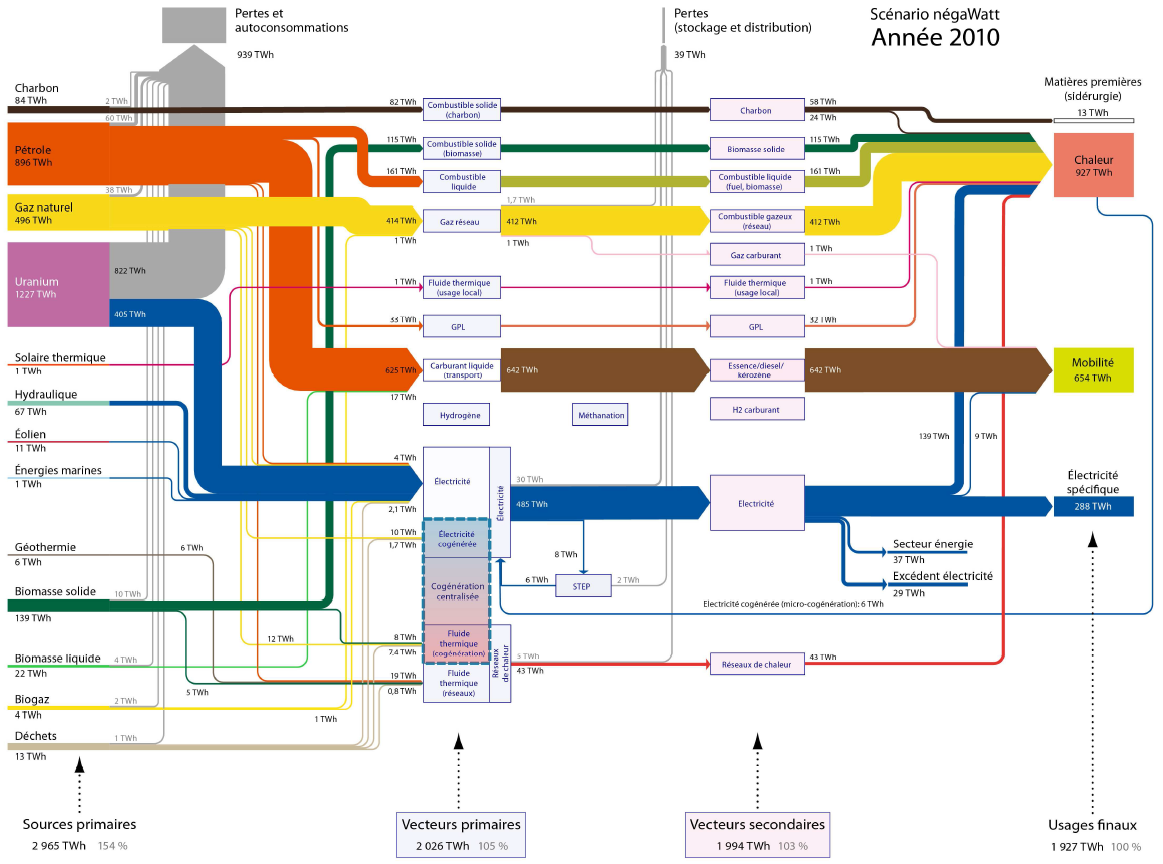 Pertes et
autoconsommations
939 TWh
Pertes
(stockage et distribution)
39 TWh
Scénario négaWatt
Année 2010
Charbon
84 TWh
2 TWh
60 TWh
Pétrole
896 TWh
38 TWh
Gaz naturel
496 TWh
Uranium
1227 TWh
822 TWh
405 TWh
Solaire thermique
1 TWh
Hydraulique
67 TWh
Éolien
11 TWh
Énergies marines
1 TWh
Géothermie
6 TWh
6 TWh
Biomasse solide
139 TWh
10 TWh
12 TWh
Biomasse liquide
22 TWh
4 TWh
5 TWh
Biogaz
4 TWh
2 TWh
1 TWh
Déchets
13 TWh
1 TWh
82 TWh
Combustible solide
(charbon)
115 TWh
Combustible solide
(biomasse)
161 TWh
Combustible
liquide
414 TWh
1 TWh
Gaz réseau
1,7 TWh
412 TWh
1 TWh
1 TWh
Fluide thermique
(usage local)
33 TWh
GPL
625 TWh
17 TWh
Carburant liquide
(transport)
642 TWh
Hydrogène
Méthanation
4 TWh
Électricité
Électricité
2,1 TWh
10 TWh
1,7 TWh
Électricité
cogénérée
Cogénération
centralisée
8 TWh
7,4 TWh
Fluide
thermique
(cogénération)
19 TWh
0,8 TWh
Fluide
thermique
(réseaux)
Réseaux
de chaleur
30 TWh
485 TWh
8 TWh
6 TWh
STEP
2 TWh
3 TWh
43 TWh
Charbon
58 TWh
24 TWh
Biomasse solide
115 TWh
Combustible liquide
(fuel, biomasse)
161 TWh
Combustible gazeux
(réseau)
412 TWh
Gaz carburant
1 TWh
Fluide thermique
(usage local)
1 TWh
GPL
32 TWh
Essence/diesel/
kérozène
642 TWh
H2 carburant
Electricité
139 TWh
9 TWh
Réseaux de chaleur
43 TWh
Electricité cogénérée (micro-cogénération): 6 TWh
Matières premières
(sidérurgie)
13 TWh
Chaleur
927 TWh
Mobilité
654 TWh
Électricité
spécifique
288 TWh
Secteur énergie
37 TWh
Excédent électricité
29 TWh
Sources primaires
2 965 TWh 154 %
Vecteurs primaires
2 026 TWh 105 %
Vecteurs secondaires
1 994 TWh 103 %
Usages finaux
1 927 TWh 100 %